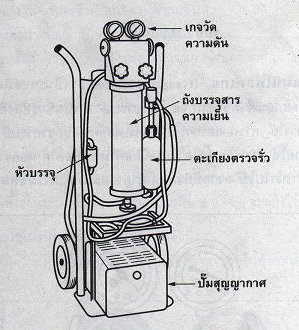 เกจวัด
ความดัน
ถังบรรจุสาร
ความเย็น
ตะเกียงตรวจรั่ว
หัวบรรจุ
ปั๊มสุญญากาศ